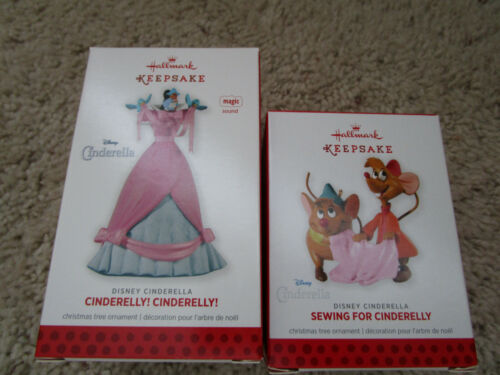 Hallmark
KEEPSAKE
magic
sound
Disney
Cinderella
DISNEY CINDERELLA
CINDERELLY! CINDERELLY!
christmas tree ornament | décoration pour l'arbre de noël
Hallmark
KEEPSAKE
Disney
Cinderella
DISNEY CINDERELLA
SEWING FOR CINDERELLY
christmas tree ornament | décoration pour l'arbre de noël